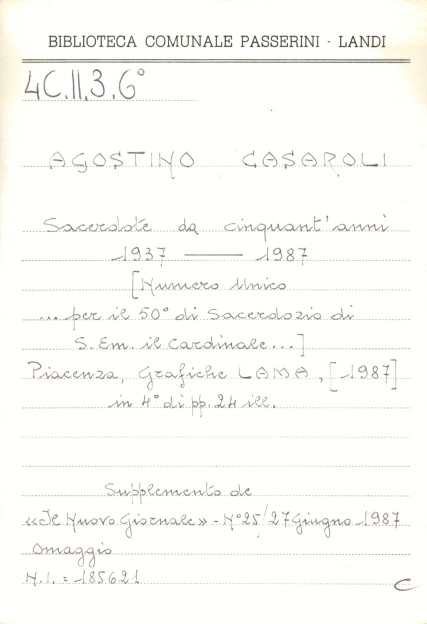 BIBLIOTECA COMUNALE PASSERINI - LANDI
4C.II.3.6°
AGOSTINO CASAROLI
Sacerdote da cinquant'anni
1937 —— 1987
[Numero Unico
... per il 50° di Sacerdozio di
S. Em. il Cardinale...]
Piacenza, Grafiche LAMA, [1987]
in 4° di pp. 24 ill.
Supplemento de
«Il Nuovo Giornale» - N° 25/27 Giugno 1987
Omaggio
N.I. = 185621
C